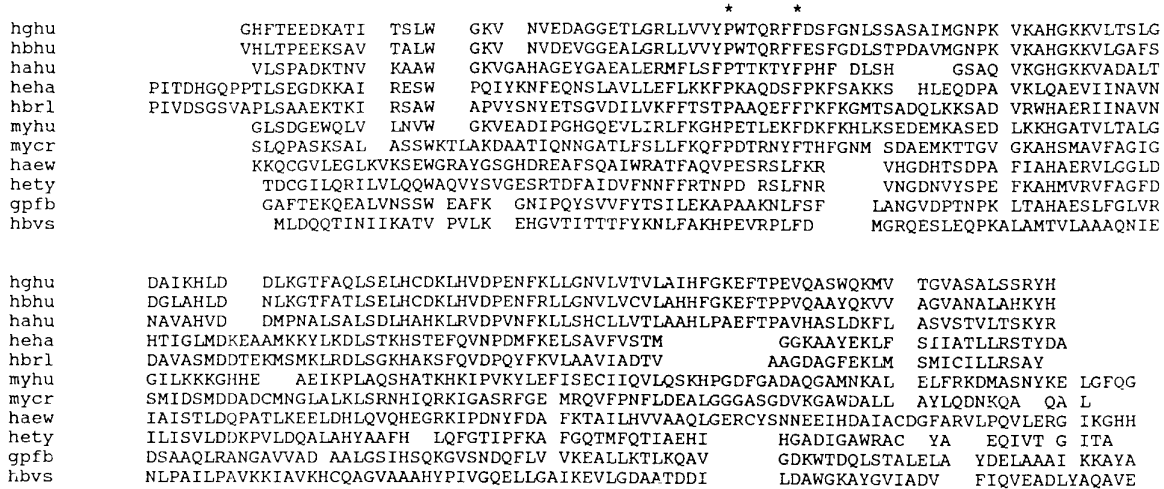 * *
hghu GHFTEEDKATI TSLW GKV NVEDAGGETLGRLLVVYPWTQRFFDSFGNLSSASAIMGNPK VKAHGKKVLTSLG
hbhu VHLTPEEKSAV TALW GKV NVDEVGGEALGRLLVVYPWTQRFFESFGDLSTPDAVMGNPK VKAHGKKVLGAFS
hahu VLSPADKTNV KAAW GKVGAHAGEYGAEALERMFLSFPTTKTYFPHF DLSH GSAQ VKGHGKKVADALT
heha PITDHGQPPTLSEGDKKAI RESW PQIYKNFEQNSLAVLLEFLKKFPKAQDSFPKFSAKKS HLEQDPA VKLQAEVIINAVN
hbrl PIVDSGSVAPLSAAEKTKI RSAW APVYSNYETSGVDILVKFFTSTPAAQEFFPKFKGMTSADQLKKSAD VRWHAERIINAVN
myhu GLSDGEWQLV LNVW GKVEADIPGHGQEVLIRLFKGHPETLEKFDKFKHLKSEDEMKASED LKKHGATVLTALG
mycr SLQPASKSAL ASSWKTLAKDAATIQNNGATLFSLLFKQFPDTRNYFTHFGNM SDAEMKTTGV GKAHSMAVFAGIG
haew KKQCGVLEGLKVKSEWGRAYGSGHDREAFSQAIWRATFAQVPESRSLFKR VHGDHTSDPA FIAHAERVLGGLD
hety TDCGILQRILVLQQWAQVYSVGESRTDFAIDVFNNFFRTNPD RSLFNR VNGDNVYSPE FKAHMVRVFAGFD
gpfb GAFTEKQEALVNSSW EAFK GNIPQYSVVFYTSILEKAPAAKNLFSF LANGVDPTNPK LTAHAESLFGLVR
hbvs MLDQQTINIIKATV PVLK EHGVTITTTFYKNLFAKHPEVRPLFD MGRQESLEQPKALAMTVLAAAQNIE
hghu DAIKHLD DLKGTFAQLSELHCDKLHVDPENFKLLGNVLVTVLAIHFGKEFTPEVQASWQKMV TGVASALSSRYH
hbhu DGLAHLD NLKGTFATLSELHCDKLHVDPENFRLLGNVLVCVLAHHFGKEFTPPVQAAYQKVV AGVANALAHKYH
hahu NAVAHVD DMPNALSALSDLHAHKLRVDPVNFKLLSHCLLVTLAAHLPAEFTPAVHASLDKFL ASVSTVLTSKYR
heha HTIGLMDKEAAMKKYLKDLSTKHSTEFQVNPDMFKELSAVFVSTM GGKAAYEKLF SIIATLLRSTYDA
hbrl DAVASMDDTEKMSMKLRDLSGKHAKSFQVDPQYFKVLAAVIADTV AAGDAGFEKLM SMICILLRSAY
myhu GILKKKGHHE AEIKPLAQSHATKHKIPVKYLEFISECIIQVLQSKHPGDFGADAQGAMNKAL ELFRKDMASNYKE LGFQG
mycr SMIDSMDDADCMNGLALKLSRNHIQRKIGASRFGE MRQVFPNFLDEALGGGASGDVKGAWDALL AYLQDNKQA QA L
haew IAISTLDQPATLKEELDHLQVQHEGRKIPDNYFDA FKTAILHVVAAQLGERCYSNNEEIHDAIACDGFARVLPQVLERG IKGHH
hety ILISVLDDKPVLDQALAHYAAFH LQFGTIPFKA FGQTMFQTIAEHI HGADIGAWRAC YA EQIVT G ITA
gpfb DSAAQLRANGAVVAD AALGSIHSQKGVSNDQFLV VKEALLKTLKQAV GDKWTDQLSTALELA YDELAAAI KKAYA
hbvs NLPAILPAVKKIAVKHCQAGVAAAHYPIVGQELLGAIKEVLGDAATDDI LDAWGKAYGVIADV FIQVEADLYAQAVE